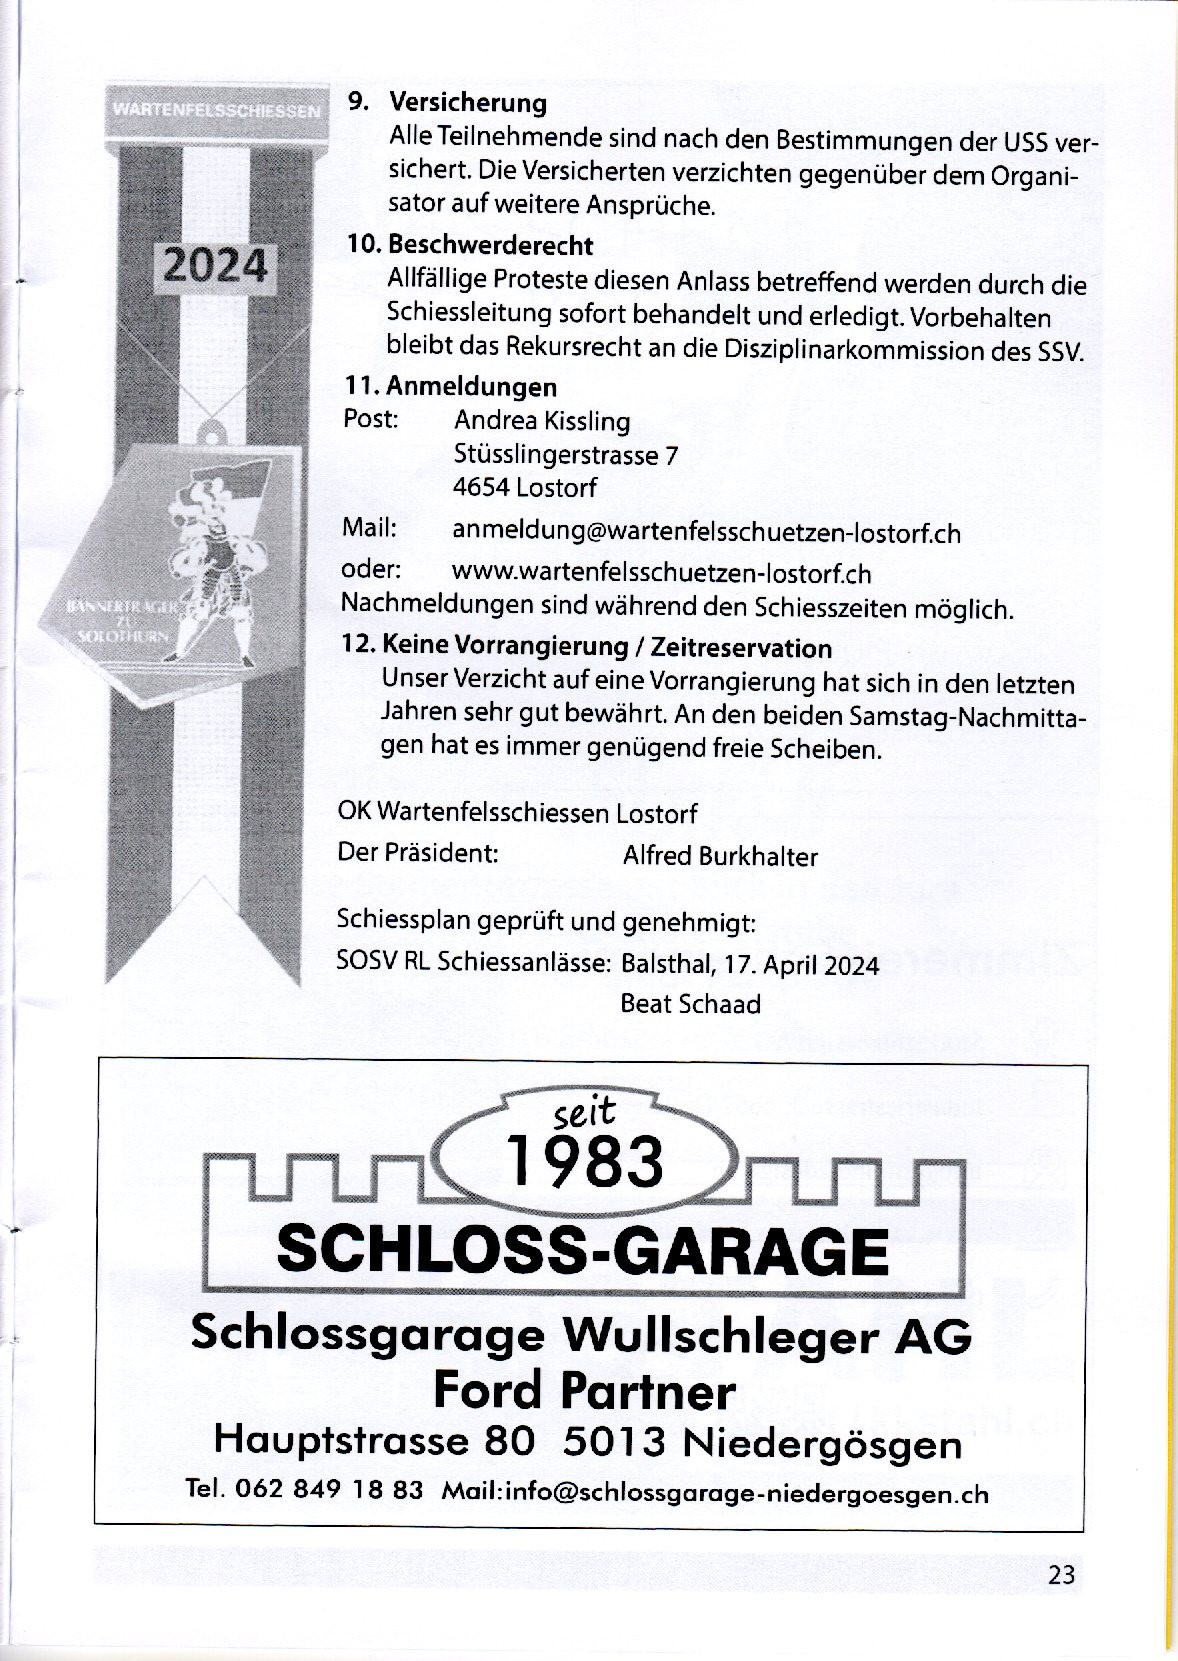 WARTENFELSSCHIESSEN
2024
BANNERTRÄGER
ZU
SOLOTHURN
9. Versicherung
Alle Teilnehmende sind nach den Bestimmungen der USS ver-
sichert. Die Versicherten verzichten gegenüber dem Organi-
sator auf weitere Ansprüche.
10. Beschwerderecht
Allfällige Proteste diesen Anlass betreffend werden durch die
Schiessleitung sofort behandelt und erledigt. Vorbehalten
bleibt das Rekursrecht an die Disziplinarkommission des SSV.
11. Anmeldungen
Post: Andrea Kissling
Stüsslingerstrasse 7
4654 Lostorf
Mail: anmeldung@wartenfelsschuetzen-lostorf.ch
oder: www.wartenfelsschuetzen-lostorf.ch
Nachmeldungen sind während den Schiesszeiten möglich.
12. Keine Vorrangierung / Zeitreservation
Unser Verzicht auf eine Vorrangierung hat sich in den letzten
Jahren sehr gut bewährt. An den beiden Samstag-Nachmitta-
gen hat es immer genügend freie Scheiben.
OK Wartenfelsschiessen Lostorf
Der Präsident: Alfred Burkhalter
Schiessplan geprüft und genehmigt:
SOSV RL Schiessanlässe: Balsthal, 17. April 2024
Beat Schaad
seit
1983
SCHLOSS-GARAGE
Schlossgarage Wullschleger AG
Ford Partner
Hauptstrasse 80 5013 Niedergösgen
Tel. 062 849 18 83 Mail:info@schlossgarage-niedergoesgen.ch
23